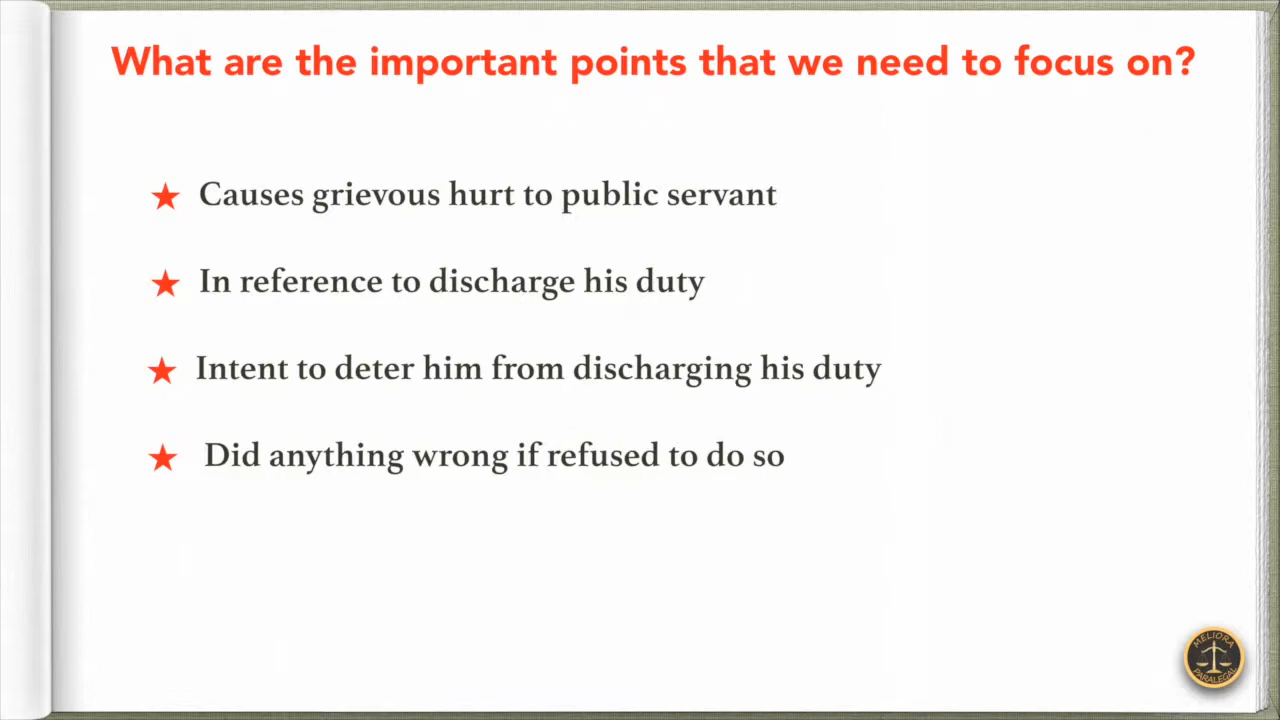 What are the important points that we need to focus on?
Causes grievous hurt to public servant
In reference to discharge his duty
Intent to deter him from discharging his duty
Did anything wrong if refused to do so
MELIORA
PARALEGAL